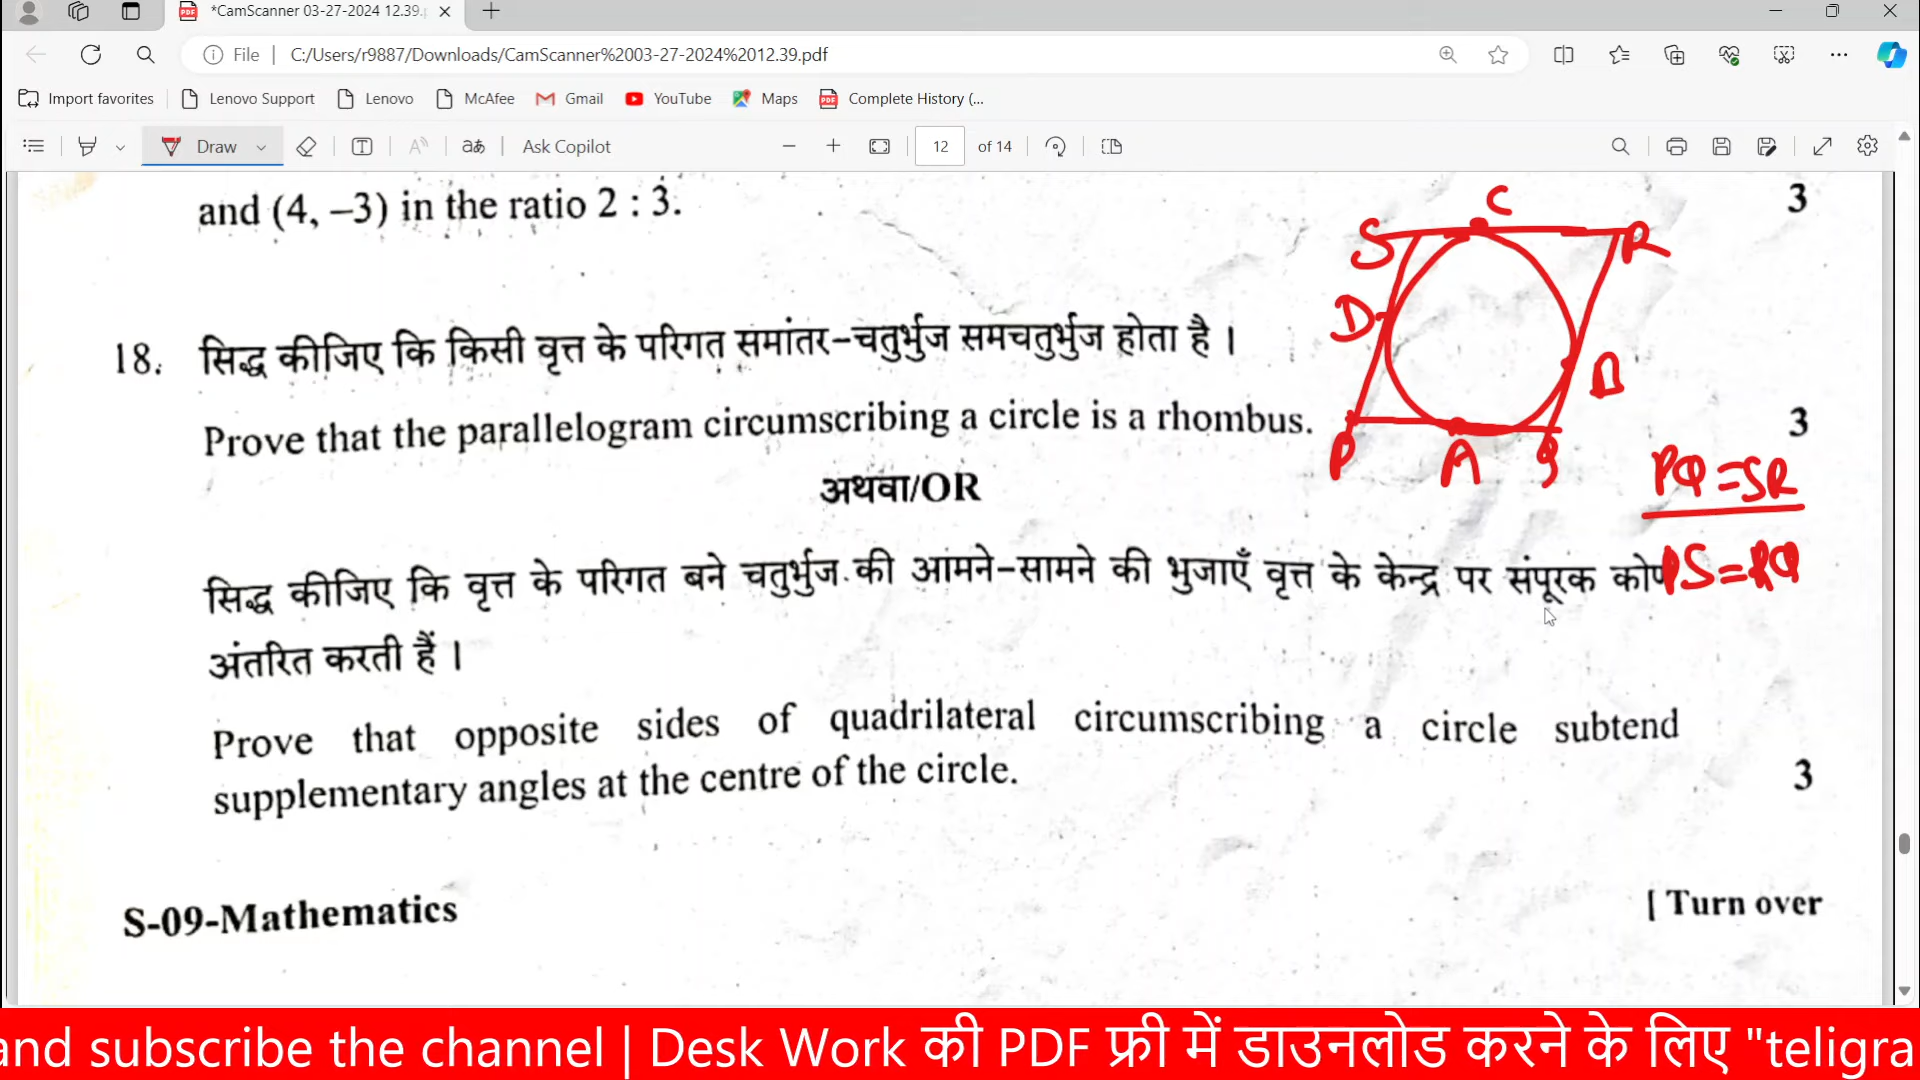 *CamScanner 03-27-2024 12.39.
File | C:/Users/r9887/Downloads/CamScanner%2003-27-2024%2012.39.pdf
Import favorites Lenovo Support Lenovo McAfee Gmail YouTube Maps Complete History (...
Draw Ask Copilot 12 of 14
and (4, –3) in the ratio 2 : 3.
3
C
S
R
D
B
P
A
Q
18. सिद्ध कीजिए कि किसी वृत्त के परिगत समांतर-चतुर्भुज समचतुर्भुज होता है ।
Prove that the parallelogram circumscribing a circle is a rhombus.
3
PQ = SR
अथवा/OR
PS = RQ
सिद्ध कीजिए कि वृत्त के परिगत बने चतुर्भुज की आमने-सामने की भुजाएँ वृत्त के केन्द्र पर संपूरक
अंतरित करती हैं ।
Prove that opposite sides of quadrilateral circumscribing a circle subtend
supplementary angles at the centre of the circle.
3
S-09-Mathematics
[ Turn over
and subscribe the channel | Desk Work की PDF फ्री में डाउनलोड करने के लिए "teligra